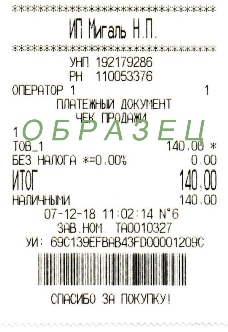 ********************
ИП Мигаль Н.П.
********************
УНП 192179286
РН 110053376
ОПЕРАТОР 1 1
ПЛАТЕЖНЫЙ ДОКУМЕНТ
ЧЕК ПРОДАЖИ
1
ОБРАЗЕЦ
ТОВ_1 140.00 *
БЕЗ НАЛОГА *=0.00% 0.00
ИТОГ 140.00
НАЛИЧНЫМИ 140.00
07-12-18 11:02:14 N°6
ЗАВ.НОМ. TA0010327
УИ: 69C139EFBAB43FD00001209C
СПАСИБО ЗА ПОКУПКУ!